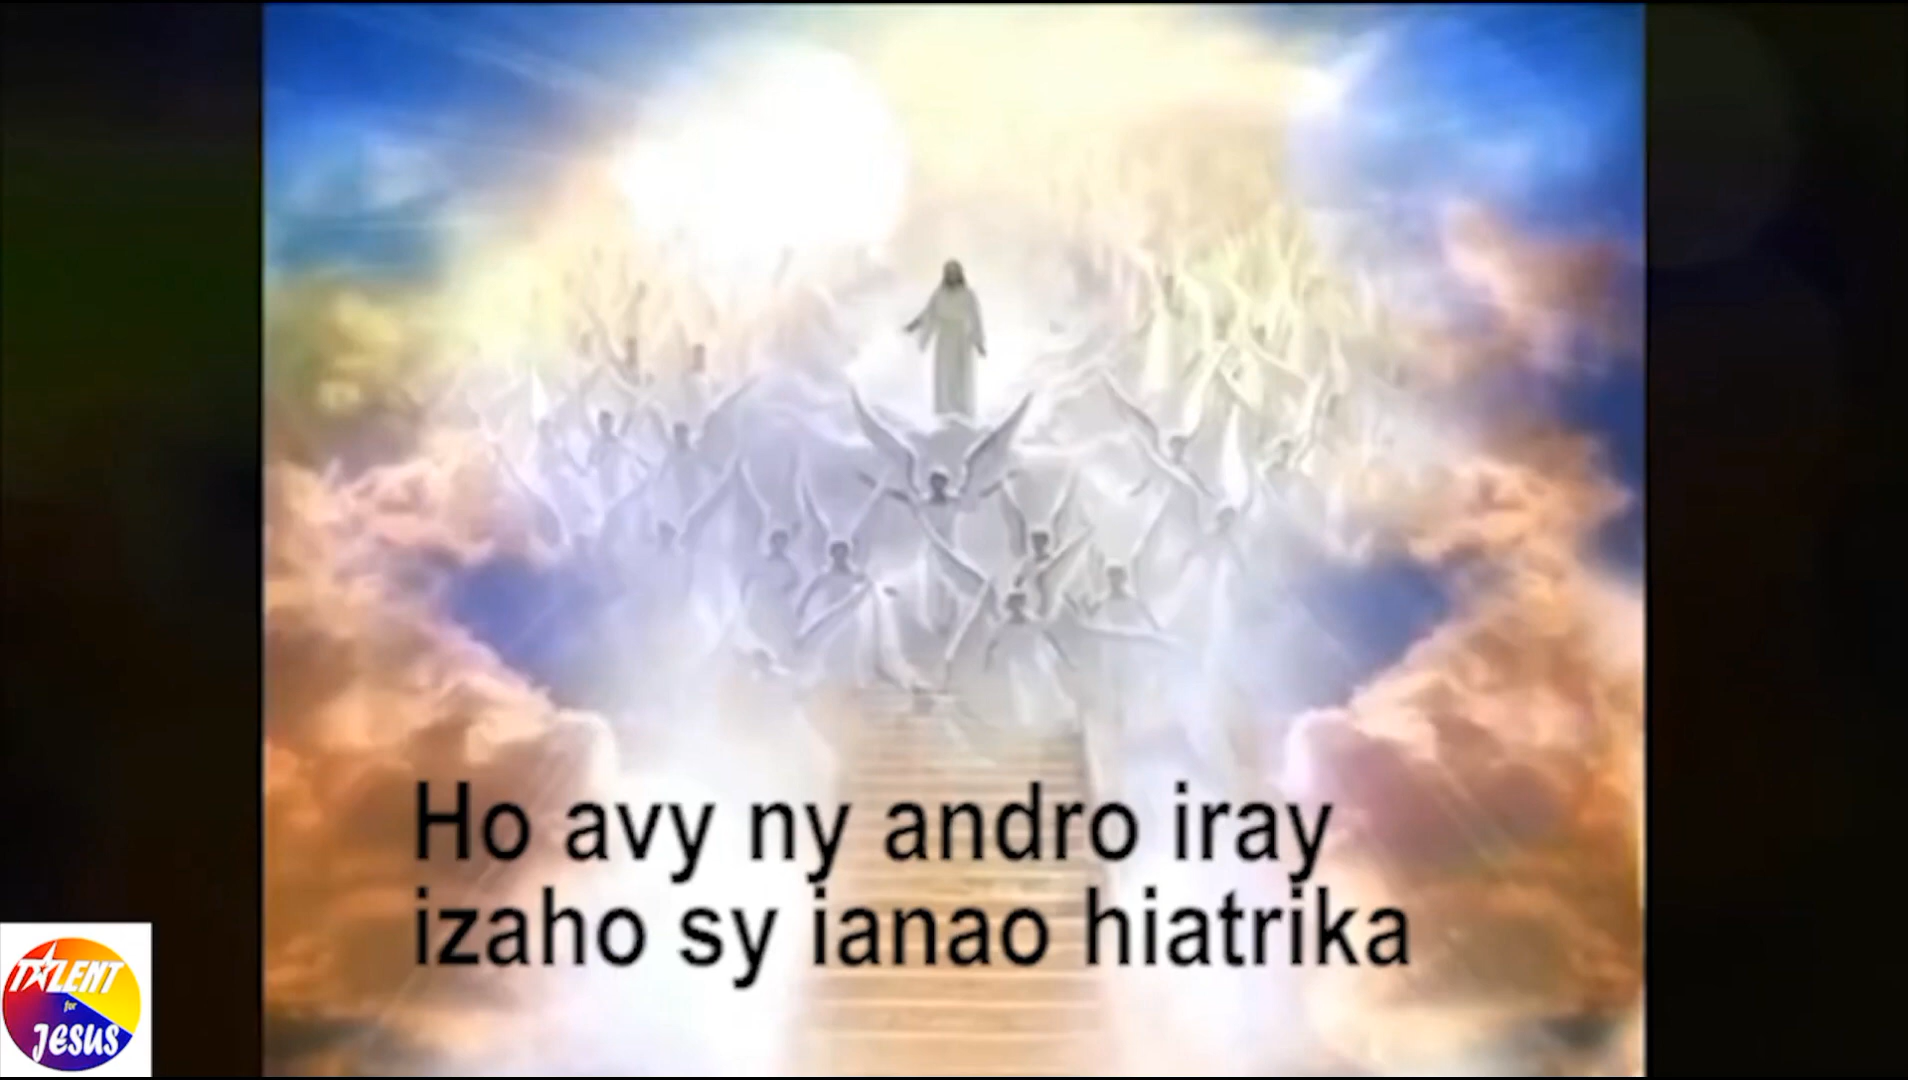 Ho avy ny andro iray
izaho sy ianao hiatrika
TALENT
for
JESUS